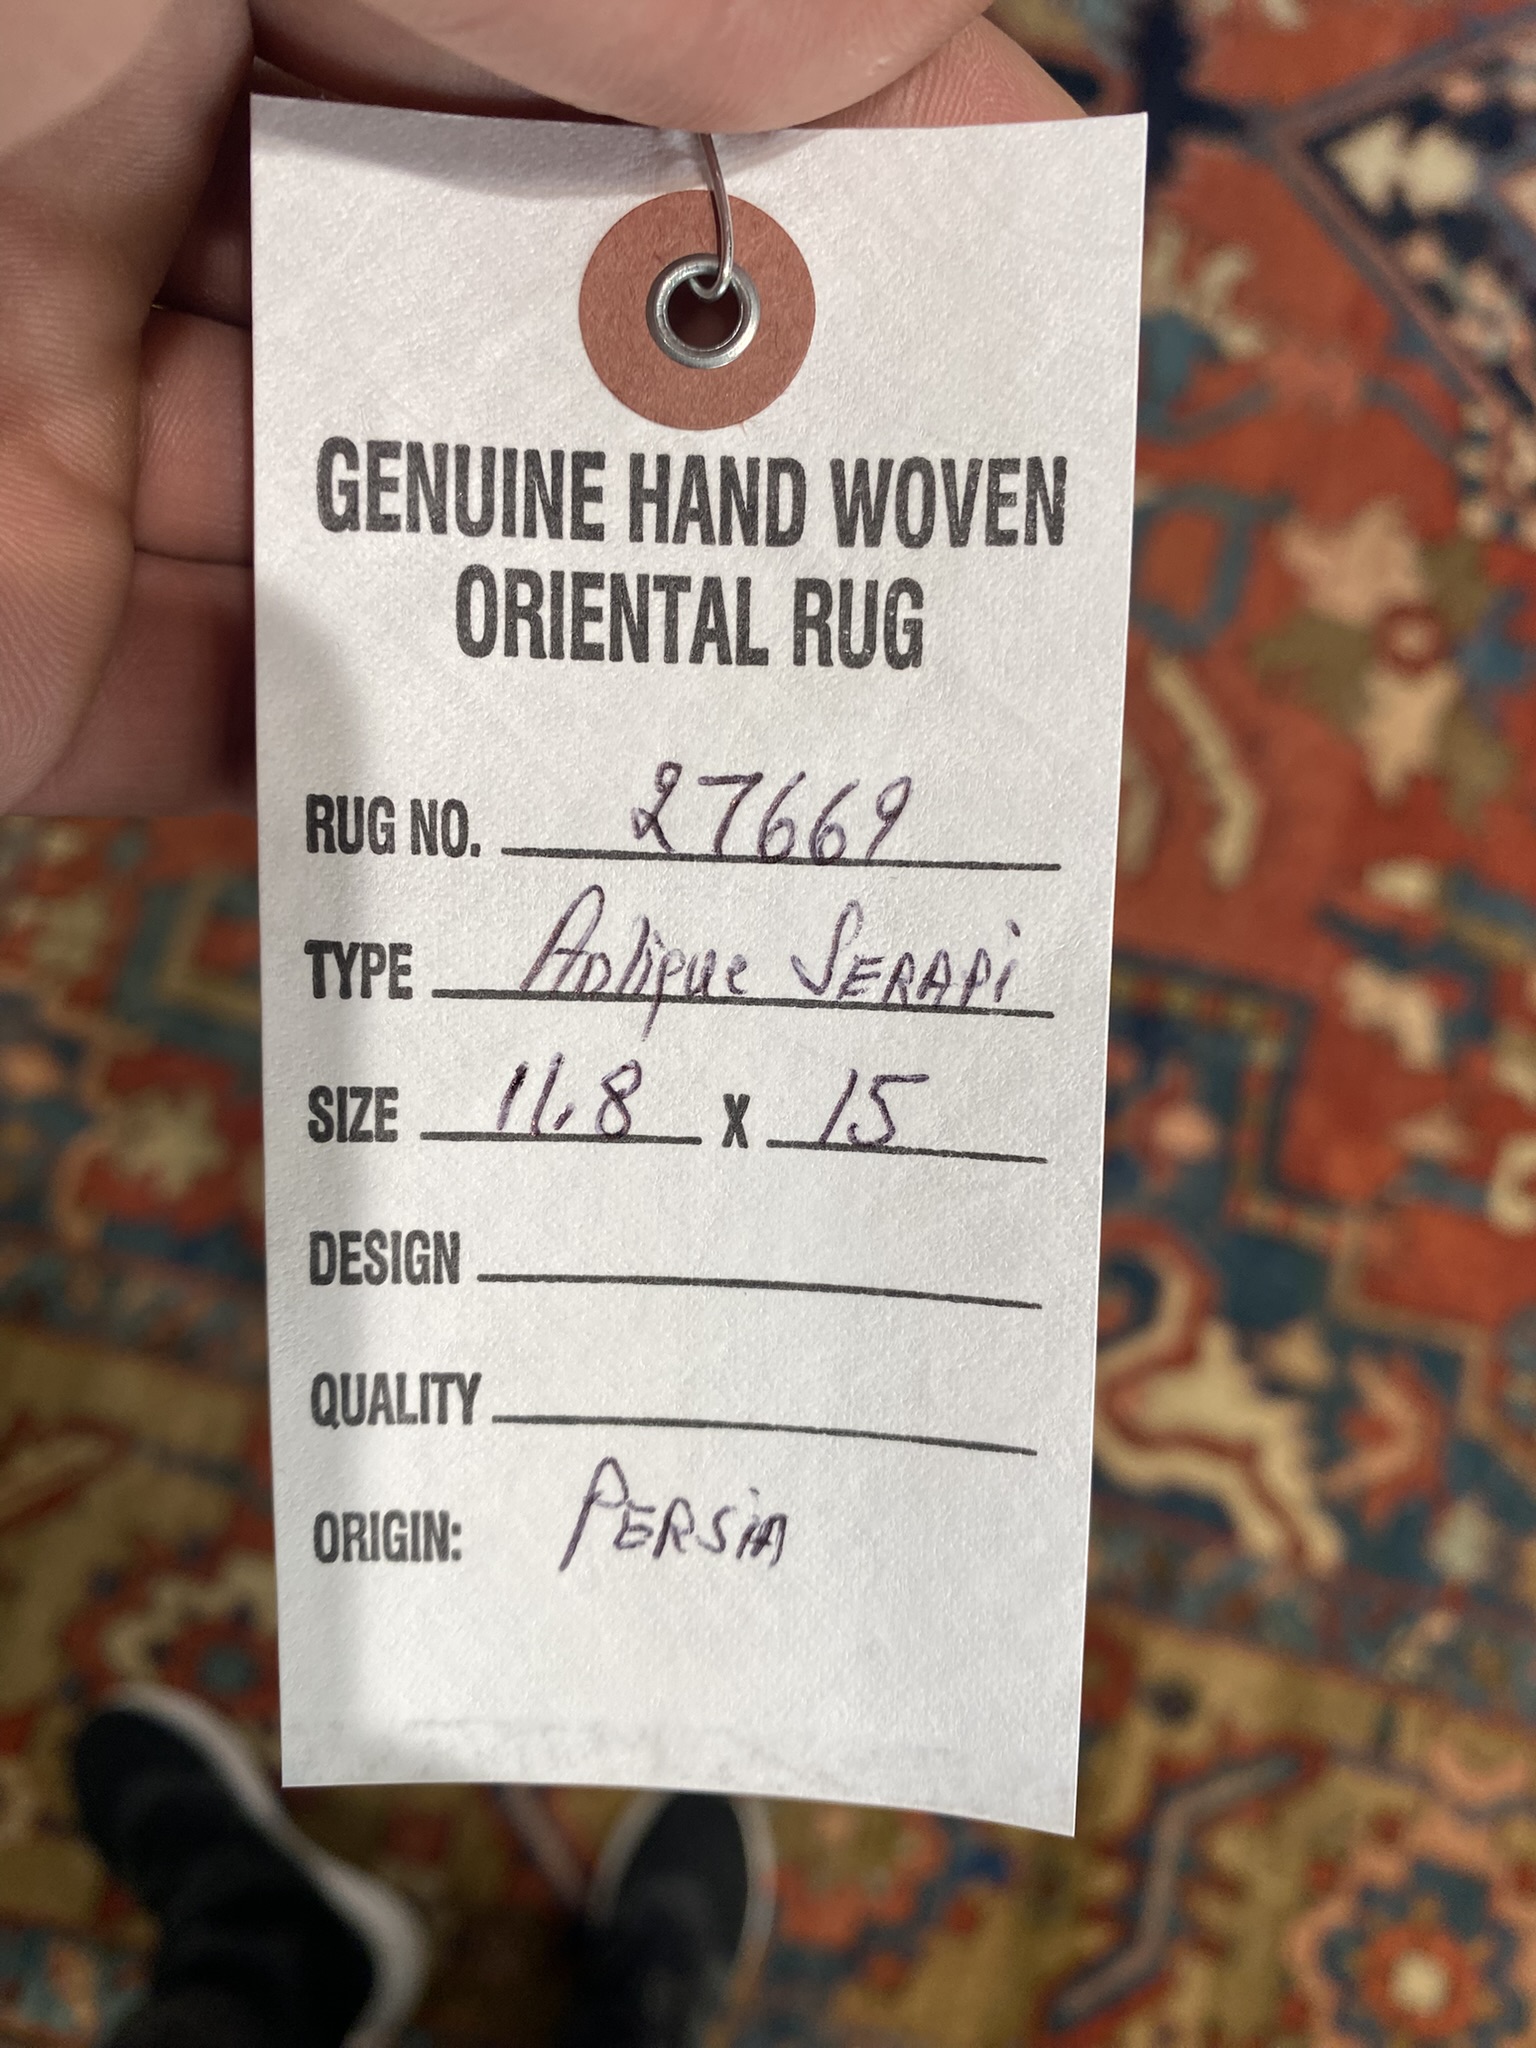 GENUINE HAND WOVEN
ORIENTAL RUG
RUG NO. 27669
TYPE Antique SERAPi
SIZE 11.8 X 15
DESIGN
QUALITY
ORIGIN: PERSiA